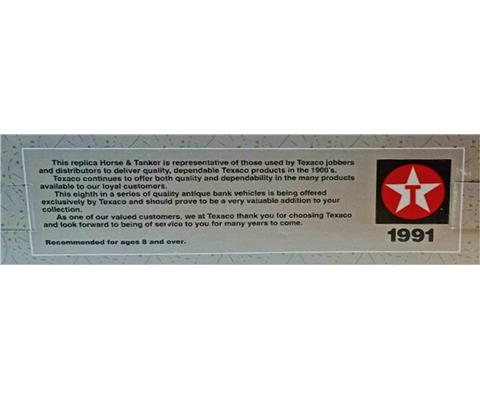 This replica Horse & Tanker is representative of those used by Texaco jobbers
and distributors to deliver quality, dependable Texaco products in the 1900's.
Texaco continues to offer both quality and dependability in the many products
available to our loyal customers.
This eighth in a series of quality antique bank vehicles is being offered
exclusively by Texaco and should prove to be a very valuable addition to your
collection.
As one of our valued customers, we at Texaco thank you for choosing Texaco
and look forward to being of service to you for many years to come.
Recommended for ages 8 and over.
T
1991